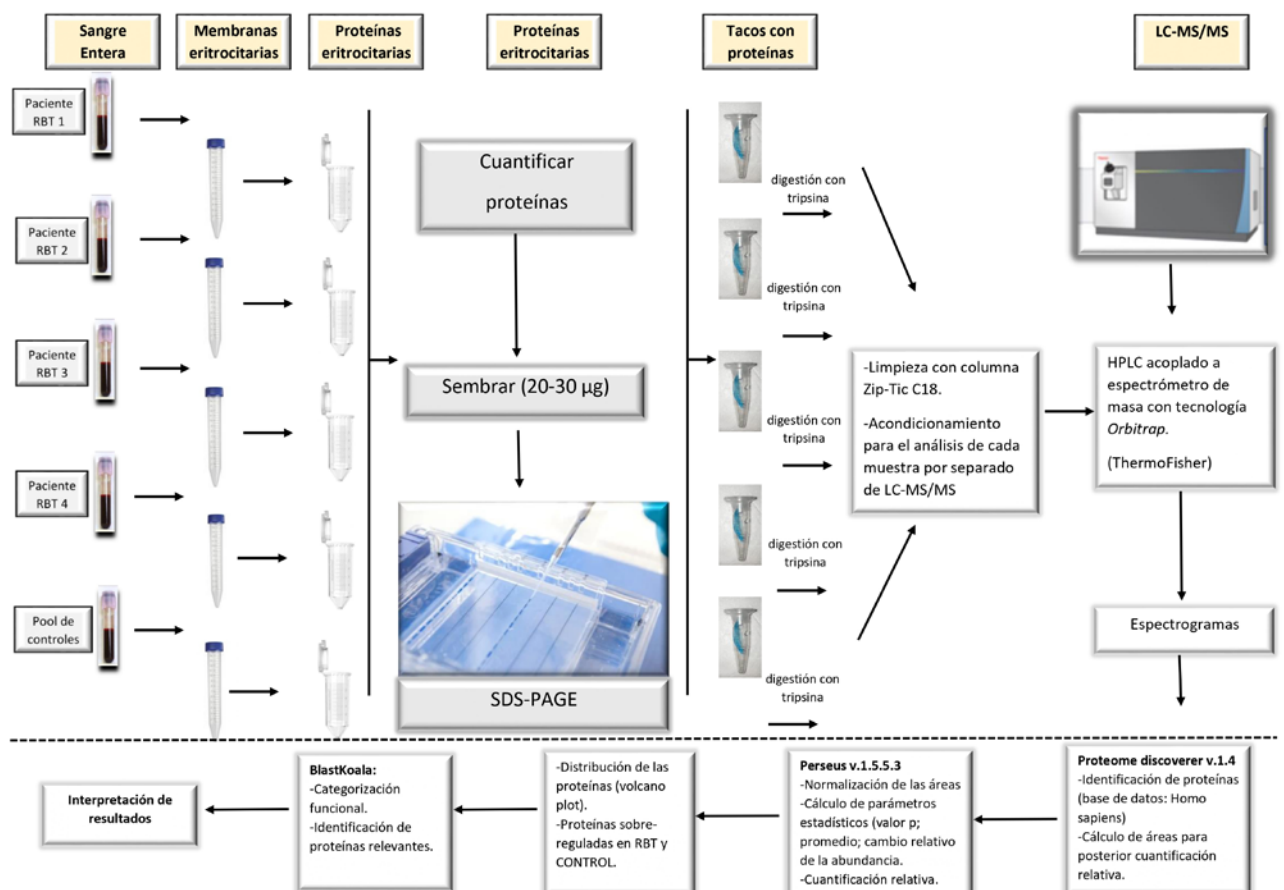 Sangre
Entera
Membranas
eritrocitarias
Proteínas
eritrocitarias
Proteínas
eritrocitarias
Tacos con
proteínas
LC-MS/MS
Paciente
RBT 1
Paciente
RBT 2
Paciente
RBT 3
Paciente
RBT 4
Pool de
controles
Cuantificar
proteínas
Sembrar (20-30 µg)
SDS-PAGE
digestión con
tripsina
digestión con
tripsina
digestión con
tripsina
digestión con
tripsina
digestión con
tripsina
-Limpieza con columna
Zip-Tic C18.
-Acondicionamiento
para el análisis de cada
muestra por separado
de LC-MS/MS
HPLC acoplado a
espectrómetro de
masa con tecnología
Orbitrap.
(ThermoFisher)
Espectrogramas
Proteome discoverer v.1.4
-Identificación de proteínas
(base de datos: Homo
sapiens)
-Cálculo de áreas para
posterior cuantificación
relativa.
Perseus v.1.5.5.3
-Normalización de las áreas
-Cálculo de parámetros
estadísticos (valor p;
promedio; cambio relativo
de la abundancia.
-Cuantificación relativa.
-Distribución de las
proteínas (volcano
plot).
-Proteínas sobre-
reguladas en RBT y
CONTROL.
BlastKoala:
-Categorización
funcional.
-Identificación de
proteínas relevantes.
Interpretación de
resultados